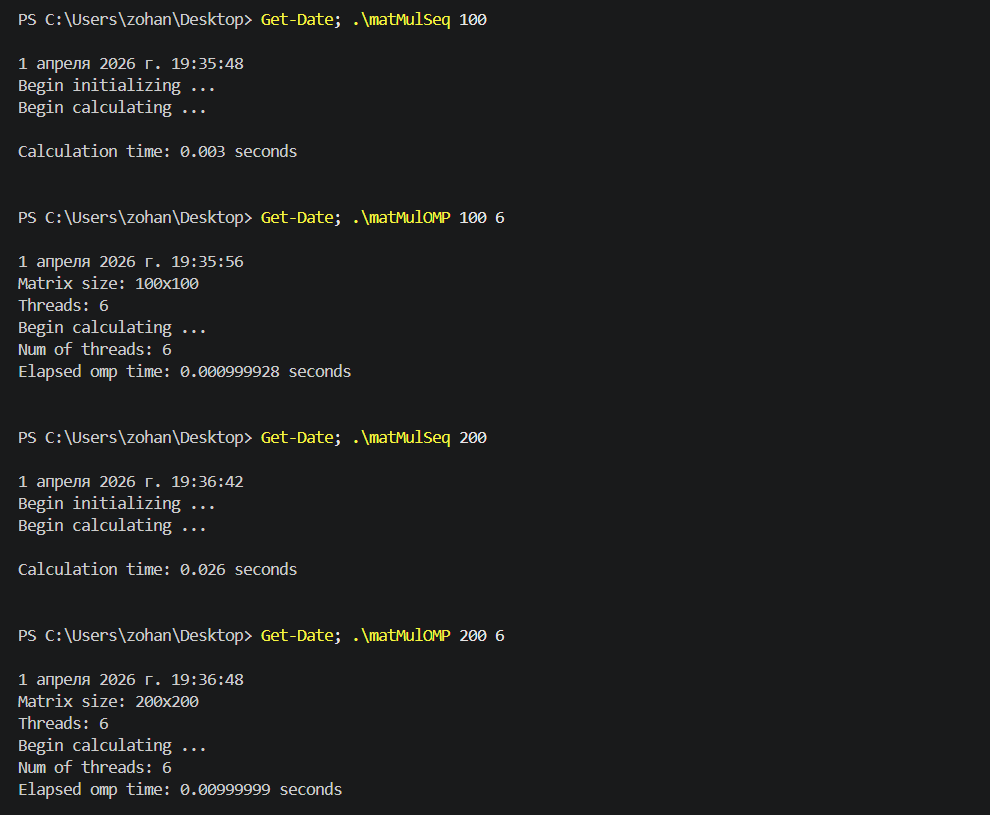 PS C:\Users\zohan\Desktop> Get-Date; .\matMulSeq 100
1 апреля 2026 г. 19:35:48
Begin initializing ...
Begin calculating ...
Calculation time: 0.003 seconds
PS C:\Users\zohan\Desktop> Get-Date; .\matMulOMP 100 6
1 апреля 2026 г. 19:35:56
Matrix size: 100x100
Threads: 6
Begin calculating ...
Num of threads: 6
Elapsed omp time: 0.000999928 seconds
PS C:\Users\zohan\Desktop> Get-Date; .\matMulSeq 200
1 апреля 2026 г. 19:36:42
Begin initializing ...
Begin calculating ...
Calculation time: 0.026 seconds
PS C:\Users\zohan\Desktop> Get-Date; .\matMulOMP 200 6
1 апреля 2026 г. 19:36:48
Matrix size: 200x200
Threads: 6
Begin calculating ...
Num of threads: 6
Elapsed omp time: 0.00999999 seconds